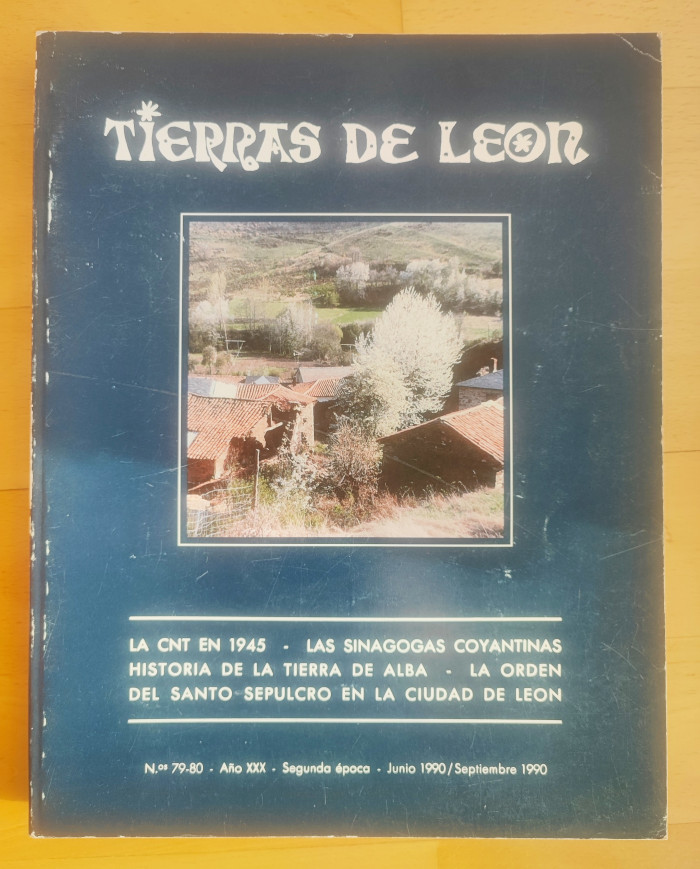 TIERRAS DE LEON
LA CNT EN 1945 - LAS SINAGOGAS COYANTINAS
HISTORIA DE LA TIERRA DE ALBA - LA ORDEN
DEL SANTO SEPULCRO EN LA CIUDAD DE LEON
N.os 79-80 - Año XXX - Segunda época - Junio 1990/Septiembre 1990